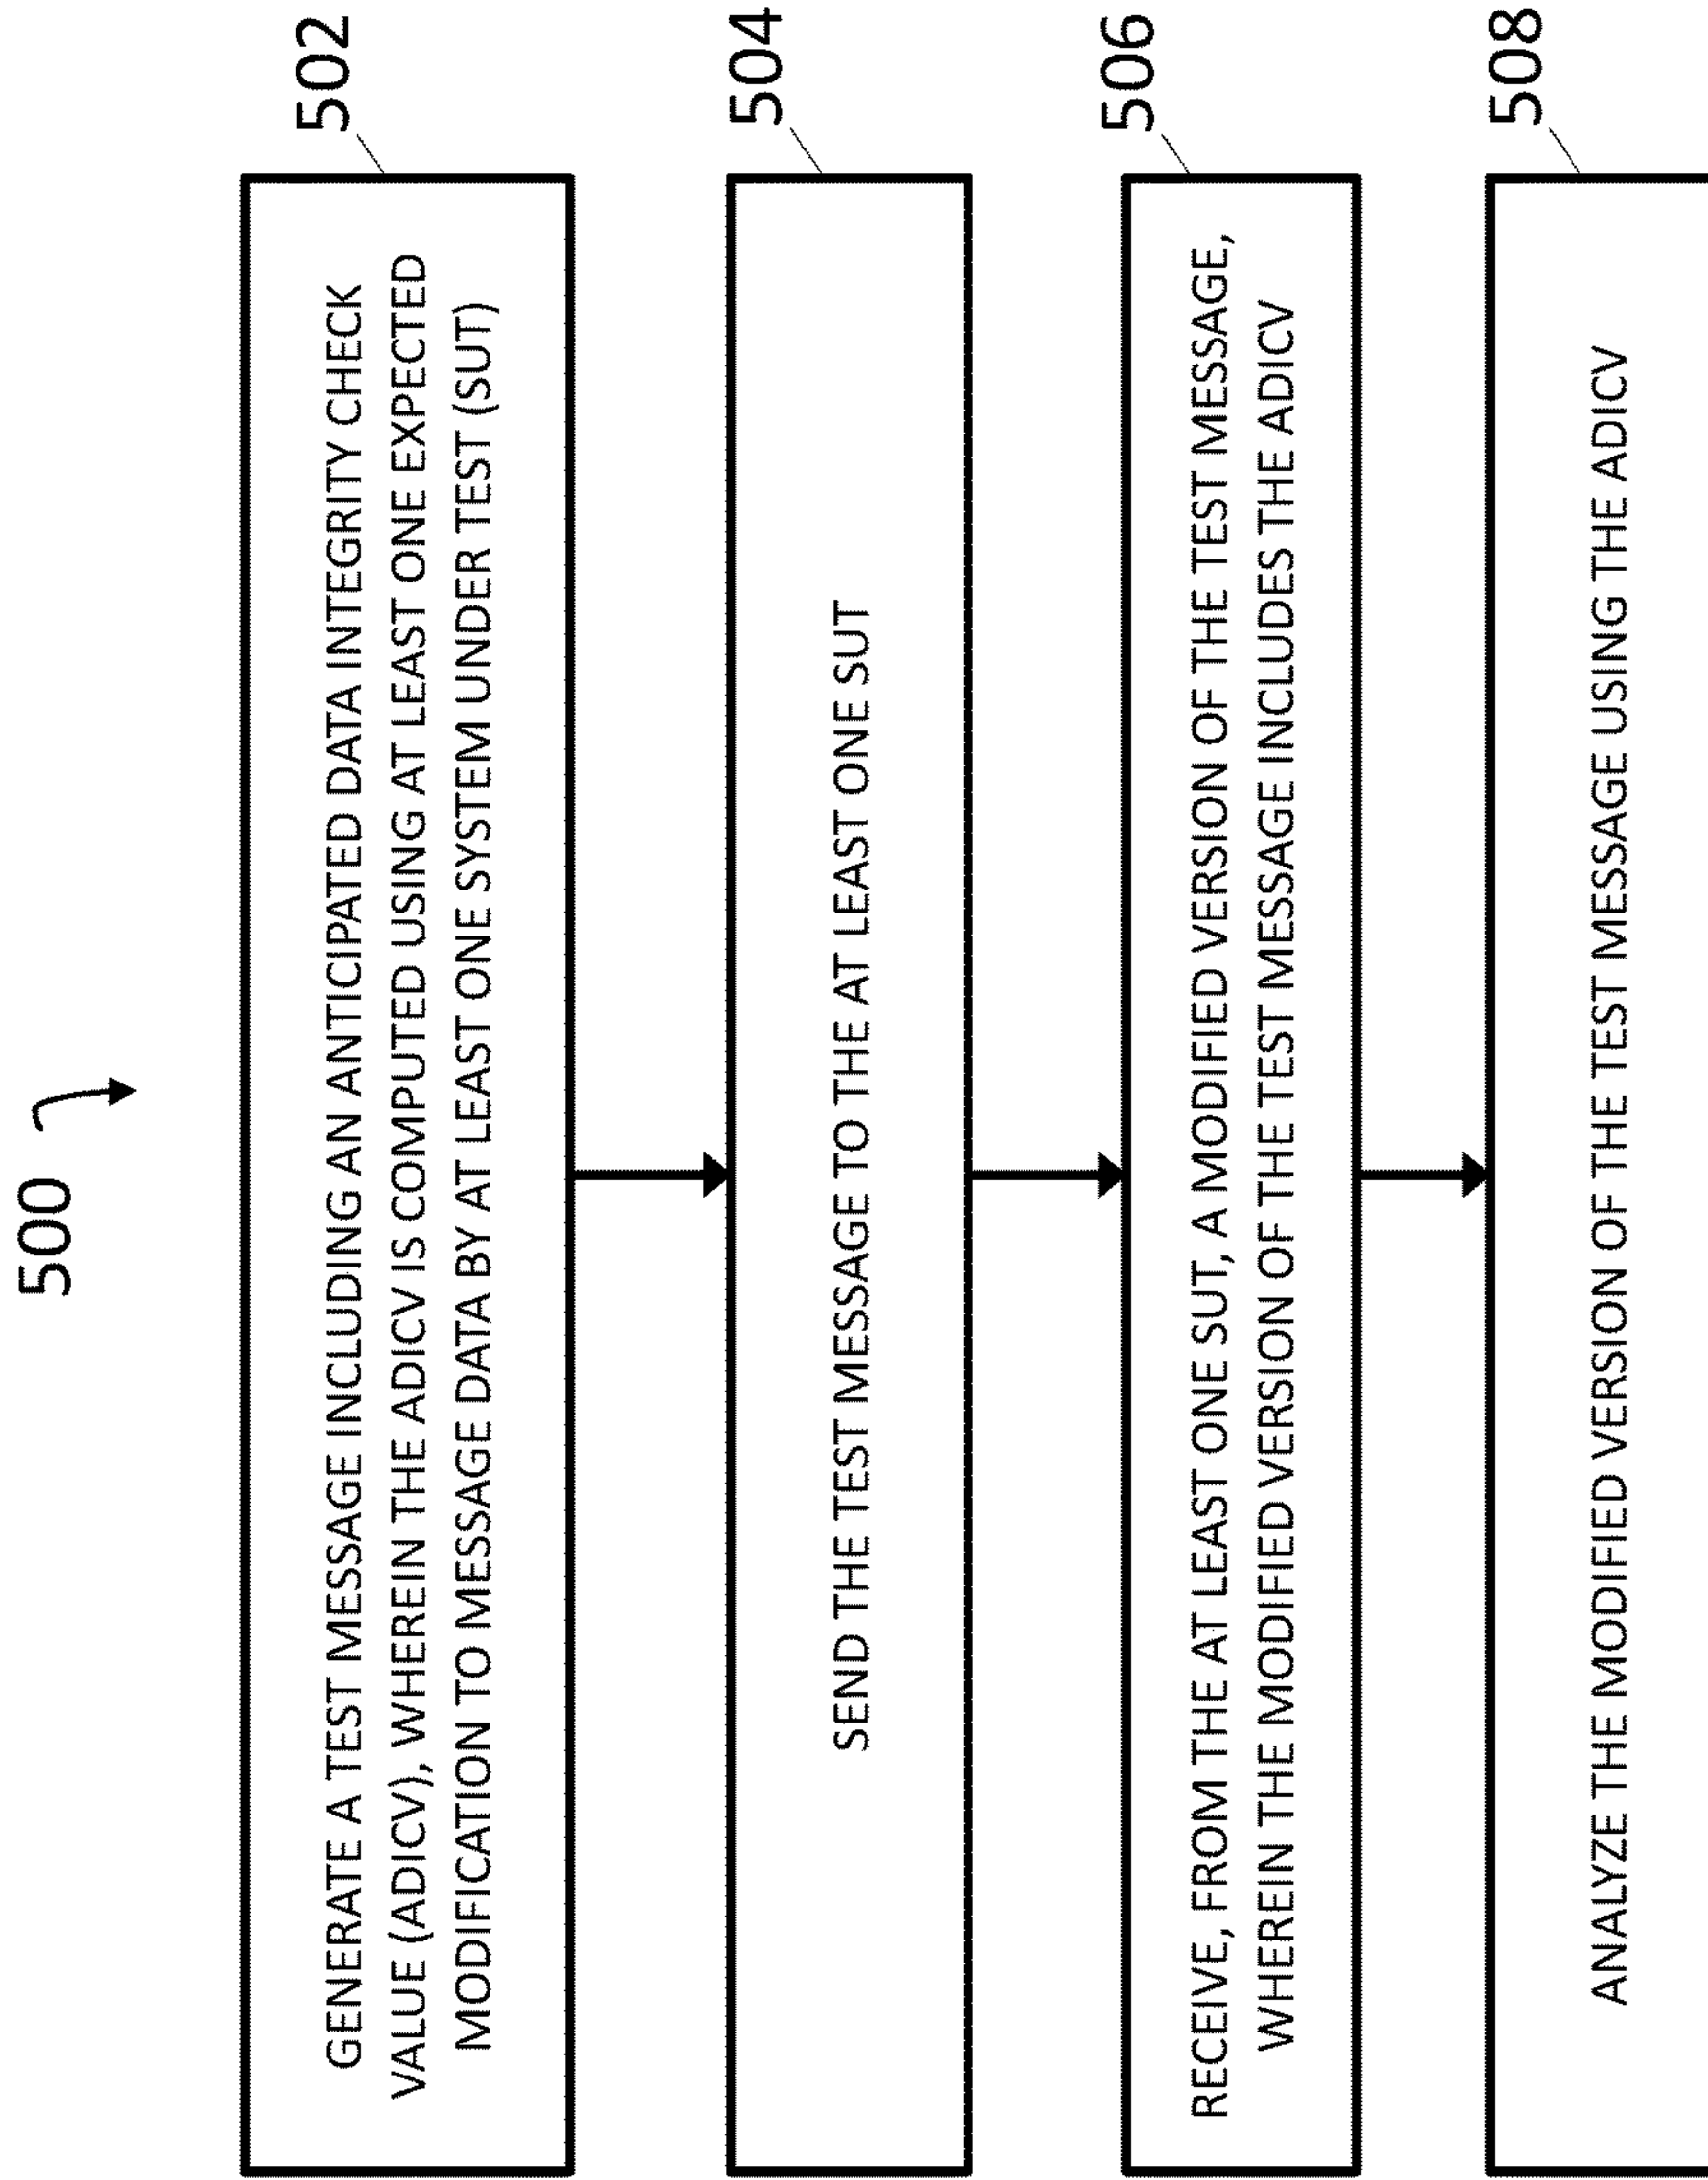 500
502
GENERATE A TEST MESSAGE INCLUDING AN ANTICIPATED DATA INTEGRITY CHECK
VALUE (ADICV), WHEREIN THE ADICV IS COMPUTED USING AT LEAST ONE EXPECTED
MODIFICATION TO MESSAGE DATA BY AT LEAST ONE SYSTEM UNDER TEST (SUT)
504
SEND THE TEST MESSAGE TO THE AT LEAST ONE SUT
506
RECEIVE, FROM THE AT LEAST ONE SUT, A MODIFIED VERSION OF THE TEST MESSAGE,
WHEREIN THE MODIFIED VERSION OF THE TEST MESSAGE INCLUDES THE ADICV
508
ANALYZE THE MODIFIED VERSION OF THE TEST MESSAGE USING THE ADICV